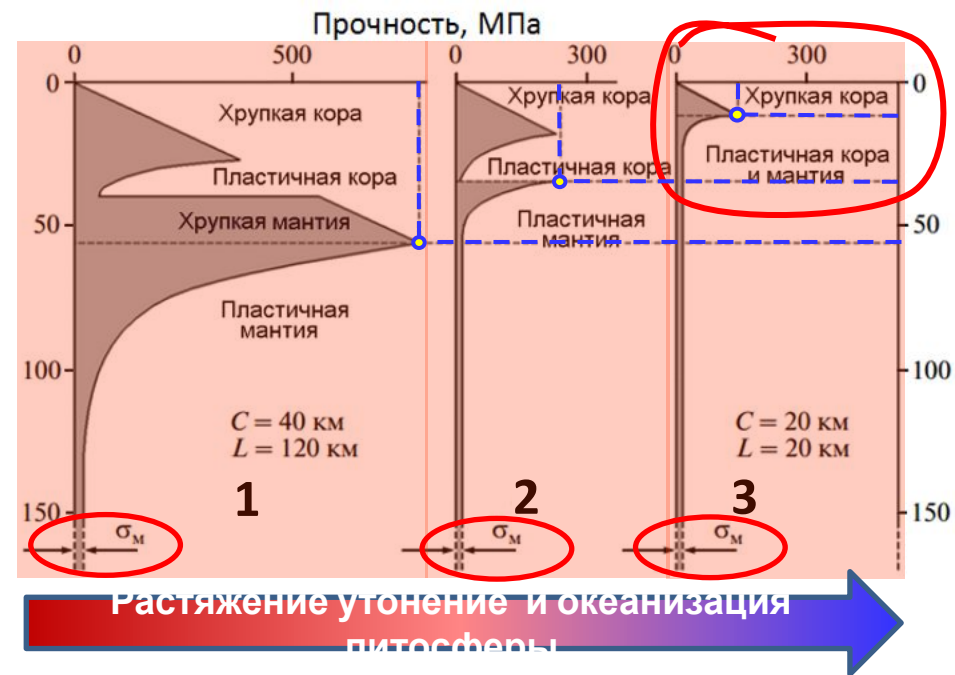 Прочность, МПа
0 500 0 300 0 300
0 0
Хрупкая кора
Пластичная кора
Хрупкая мантия
Пластичная
мантия
Хрупкая кора
Пластичная кора
Пластичная
мантия
Хрупкая кора
Пластичная кора
и мантия
50 50
100 100
C = 40 км
L = 120 км
C = 20 км
L = 20 км
1 2 3
150 150
σм σм σм
Растяжение утонение и океанизация
литосферы